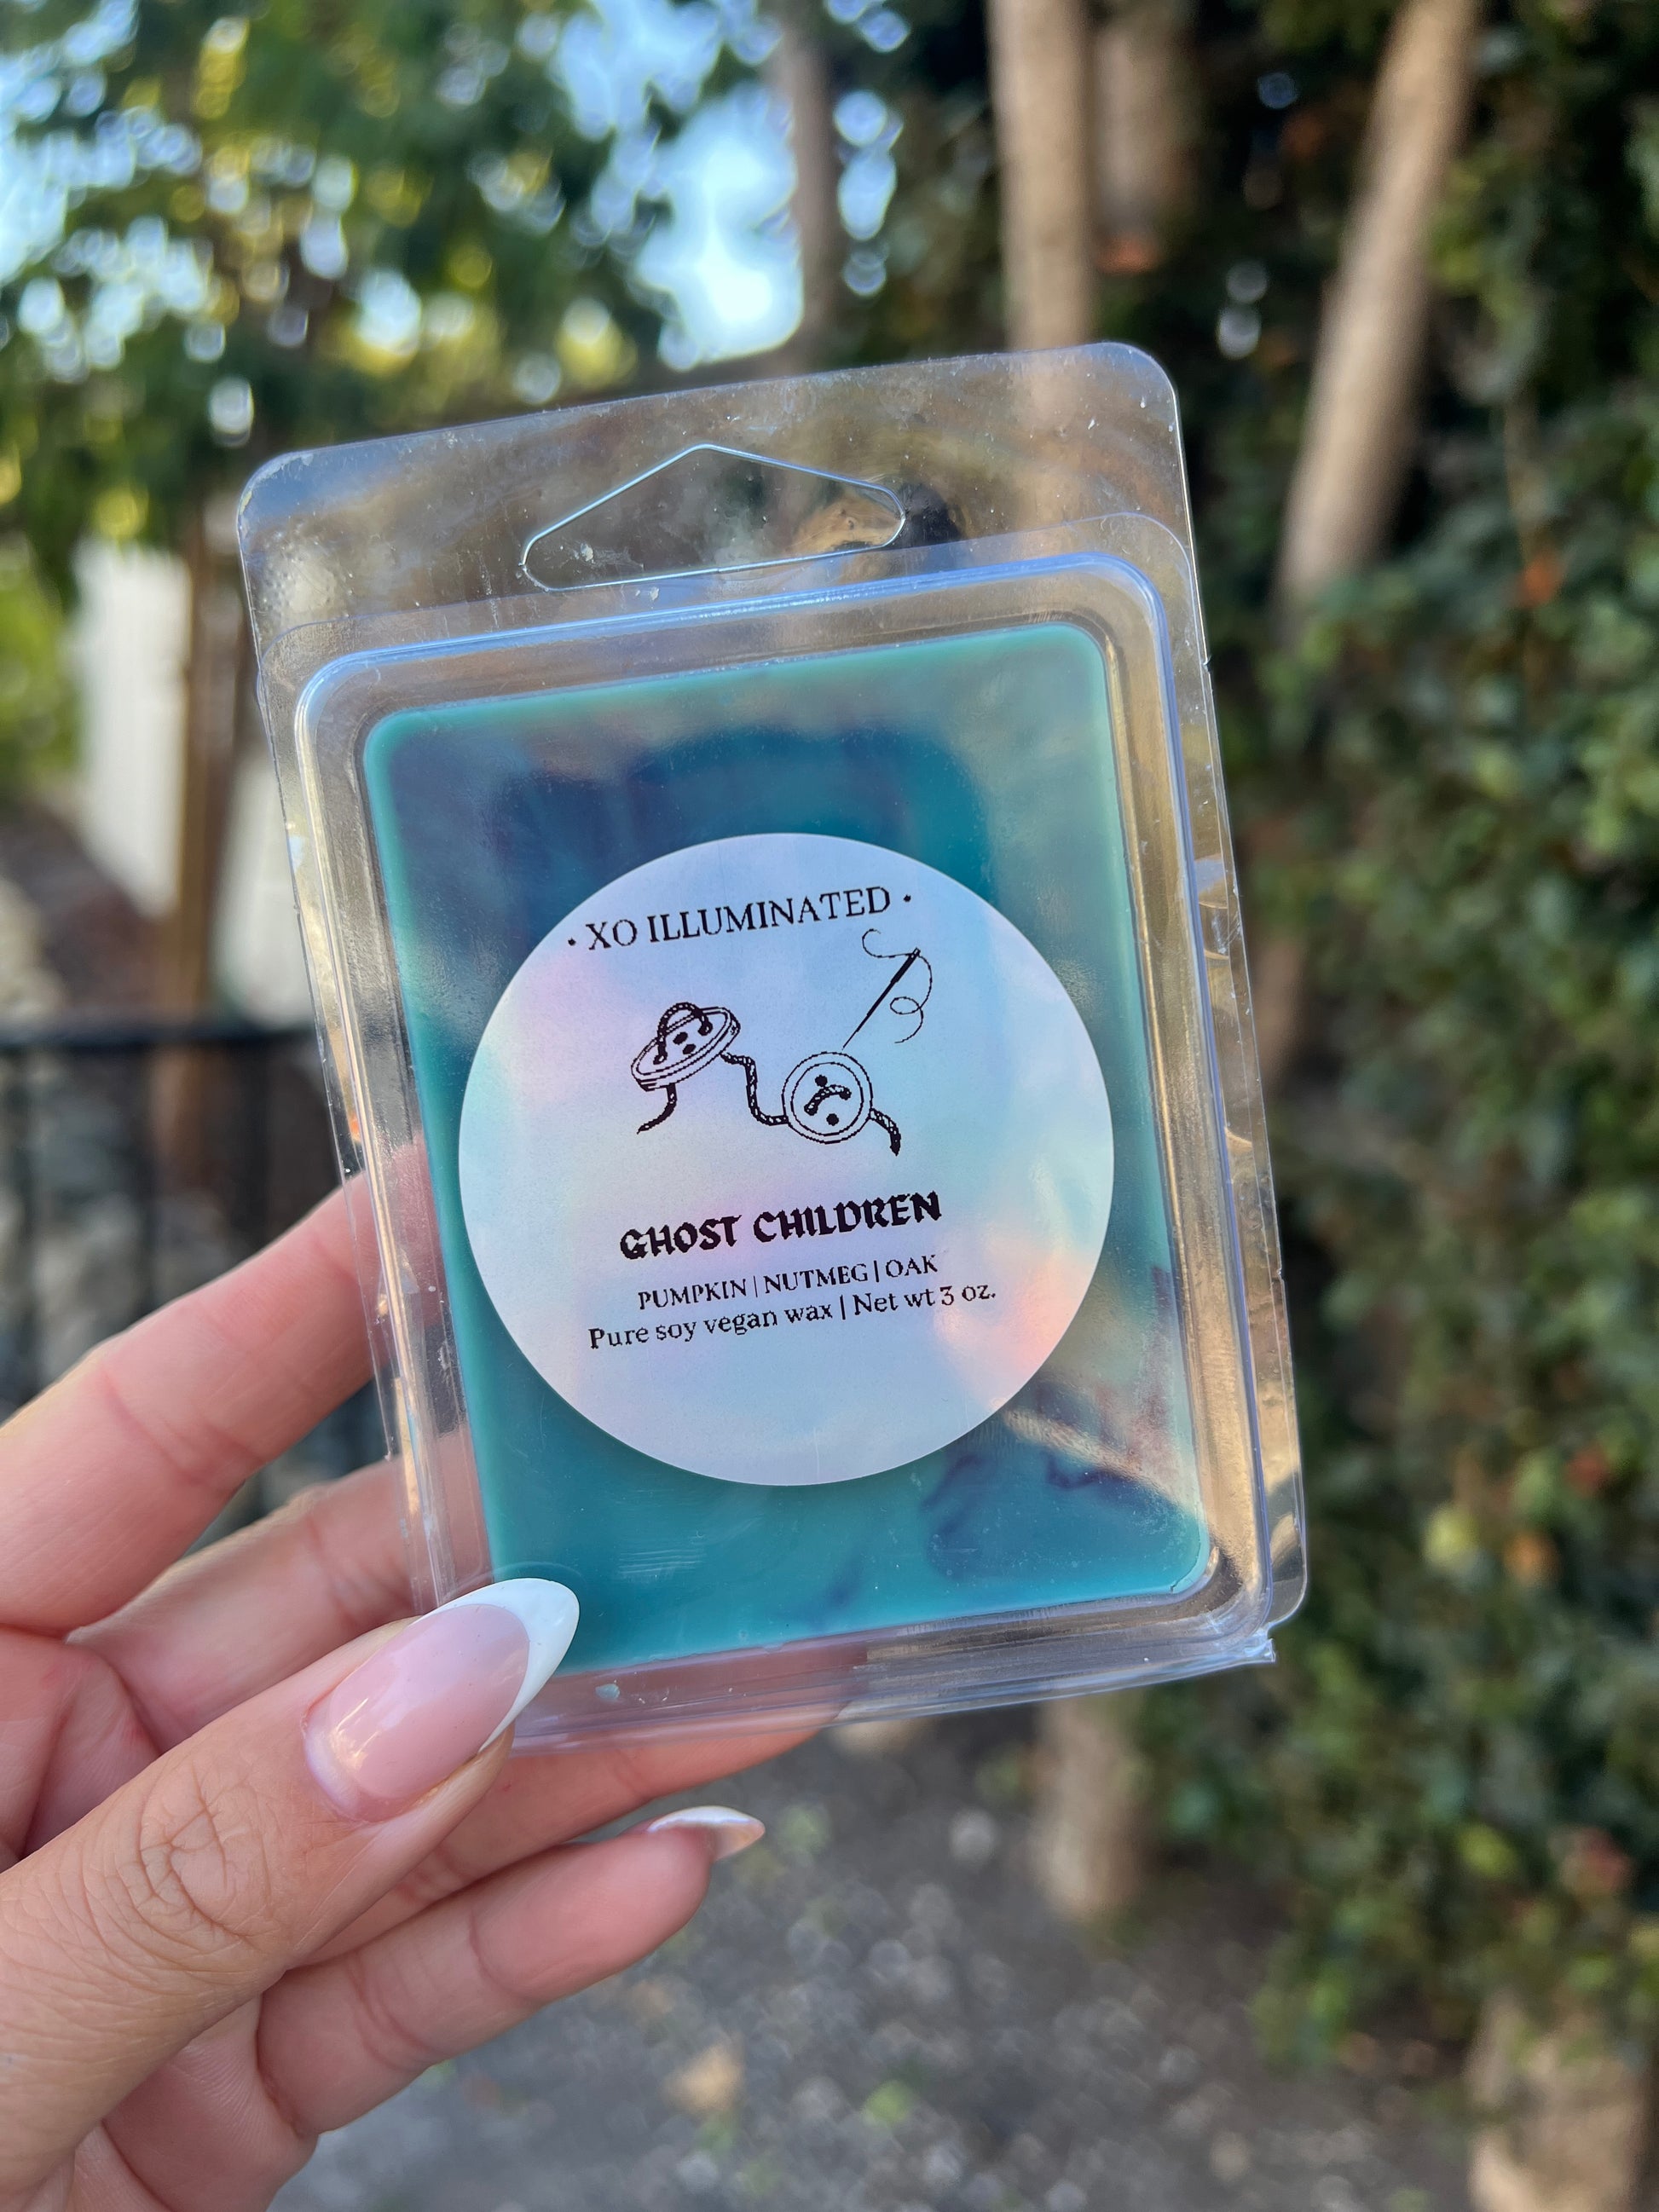 • XO ILLUMINATED •
GHOST CHILDREN
PUMPKIN | NUTMEG | OAK
Pure soy vegan wax | Net wt 3 oz.